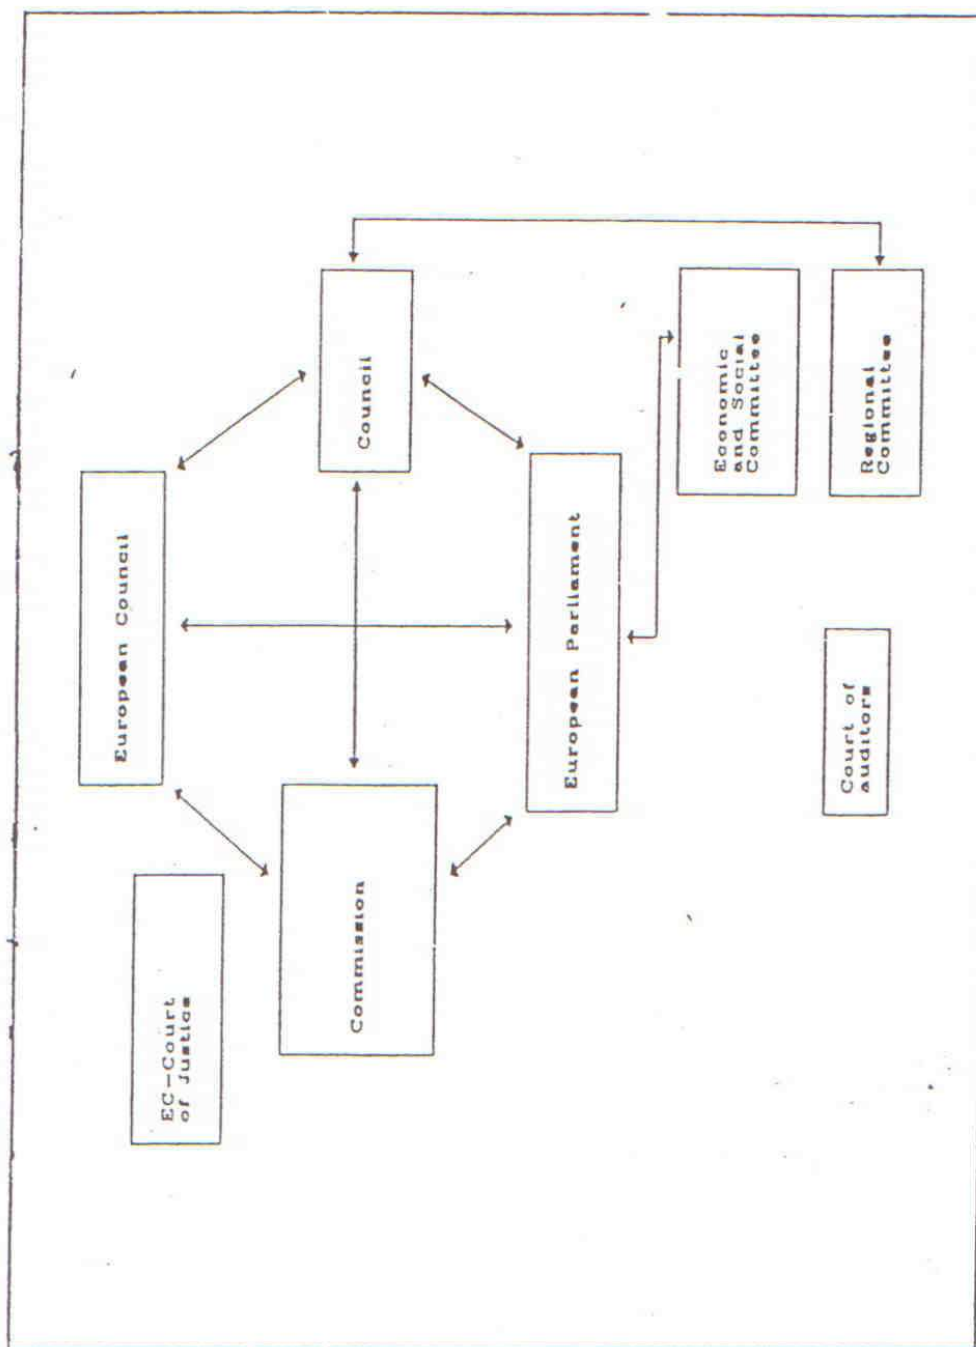 European Council
EC-Court
of Justice
Commission
Council
European Parliament
Economic
and Social
Committee
Court of
auditors
Regional
Committee